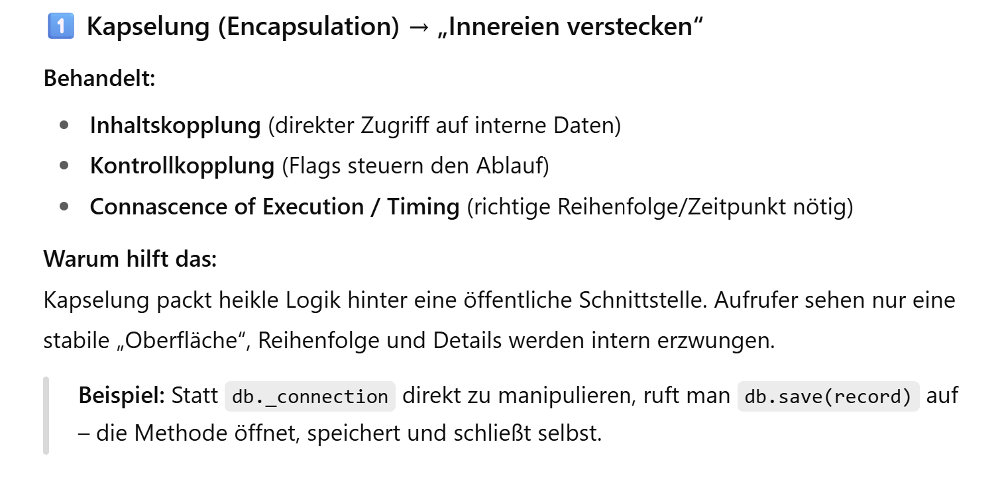 1️⃣ Kapselung (Encapsulation) → „Innereien verstecken“
Behandelt:
• Inhaltskopplung (direkter Zugriff auf interne Daten)
• Kontrollkopplung (Flags steuern den Ablauf)
• Connascence of Execution / Timing (richtige Reihenfolge/Zeitpunkt nötig)
Warum hilft das:
Kapselung packt heikle Logik hinter eine öffentliche Schnittstelle. Aufrufer sehen nur eine
stabile „Oberfläche“, Reihenfolge und Details werden intern erzwungen.
Beispiel: Statt db._connection direkt zu manipulieren, ruft man db.save(record) auf
– die Methode öffnet, speichert und schließt selbst.